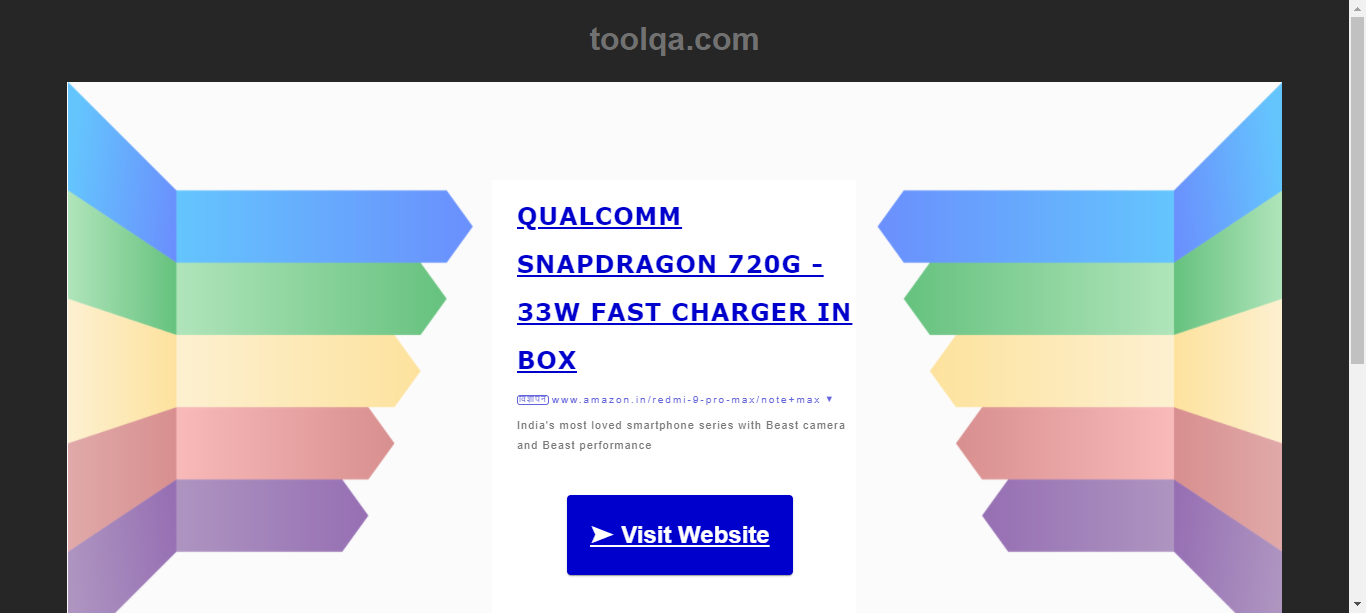 toolqa.com
QUALCOMM
SNAPDRAGON 720G -
33W FAST CHARGER IN
BOX
विज्ञापन www.amazon.in/redmi-9-pro-max/note+max ▼
India's most loved smartphone series with Beast camera
and Beast performance
➤ Visit Website